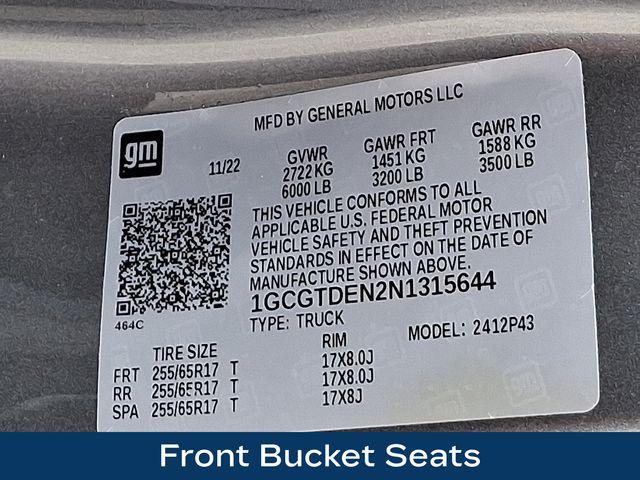 MFD BY GENERAL MOTORS LLC
gm
11/22
GVWR GAWR FRT GAWR RR
2722 KG 1451 KG 1588 KG
6000 LB 3200 LB 3500 LB
THIS VEHICLE CONFORMS TO ALL
APPLICABLE U.S. FEDERAL MOTOR
VEHICLE SAFETY AND THEFT PREVENTION
STANDARDS IN EFFECT ON THE DATE OF
MANUFACTURE SHOWN ABOVE.
1GCGTDEN2N1315644
464C
TYPE: TRUCK MODEL: 2412P43
TIRE SIZE RIM
FRT 255/65R17 T 17X8.0J
RR 255/65R17 T 17X8.0J
SPA 255/65R17 T 17X8J
Front Bucket Seats